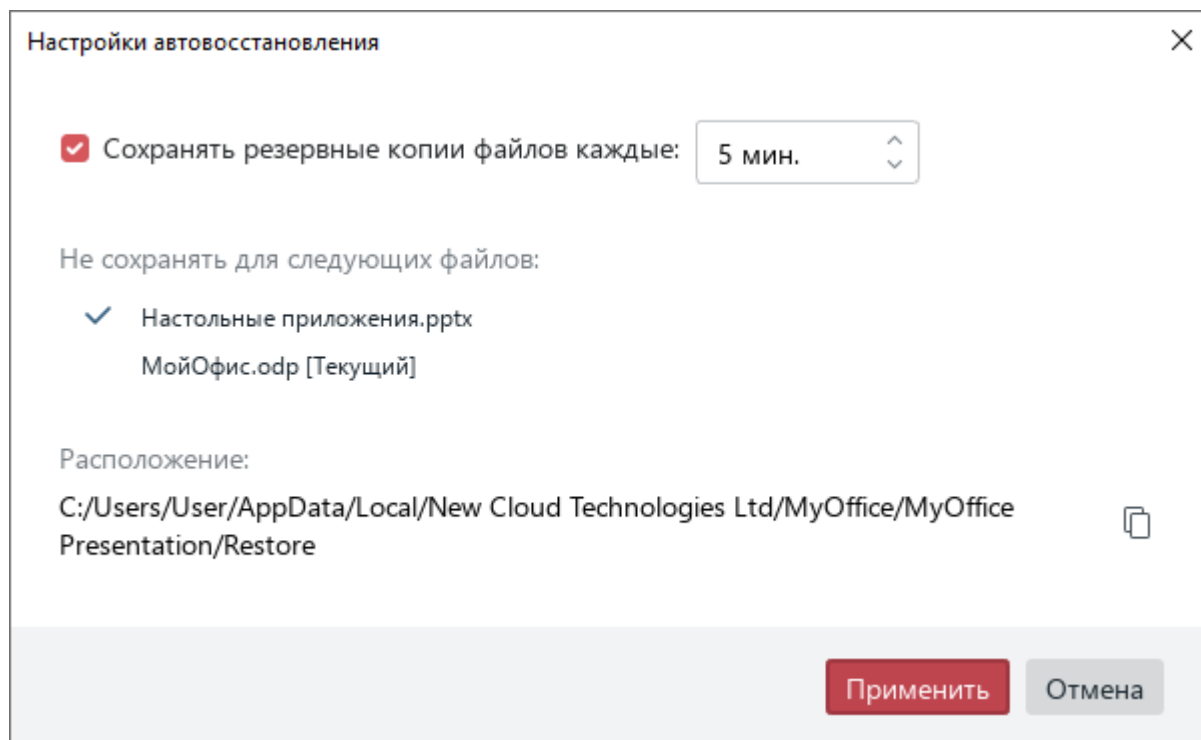 Настройки автовосстановления
Сохранять резервные копии файлов каждые: 5 мин.
Не сохранять для следующих файлов:
Настольные приложения.pptx
МойОфис.odp [Текущий]
Расположение:
C:/Users/User/AppData/Local/New Cloud Technologies Ltd/MyOffice/MyOffice
Presentation/Restore
Применить Отмена